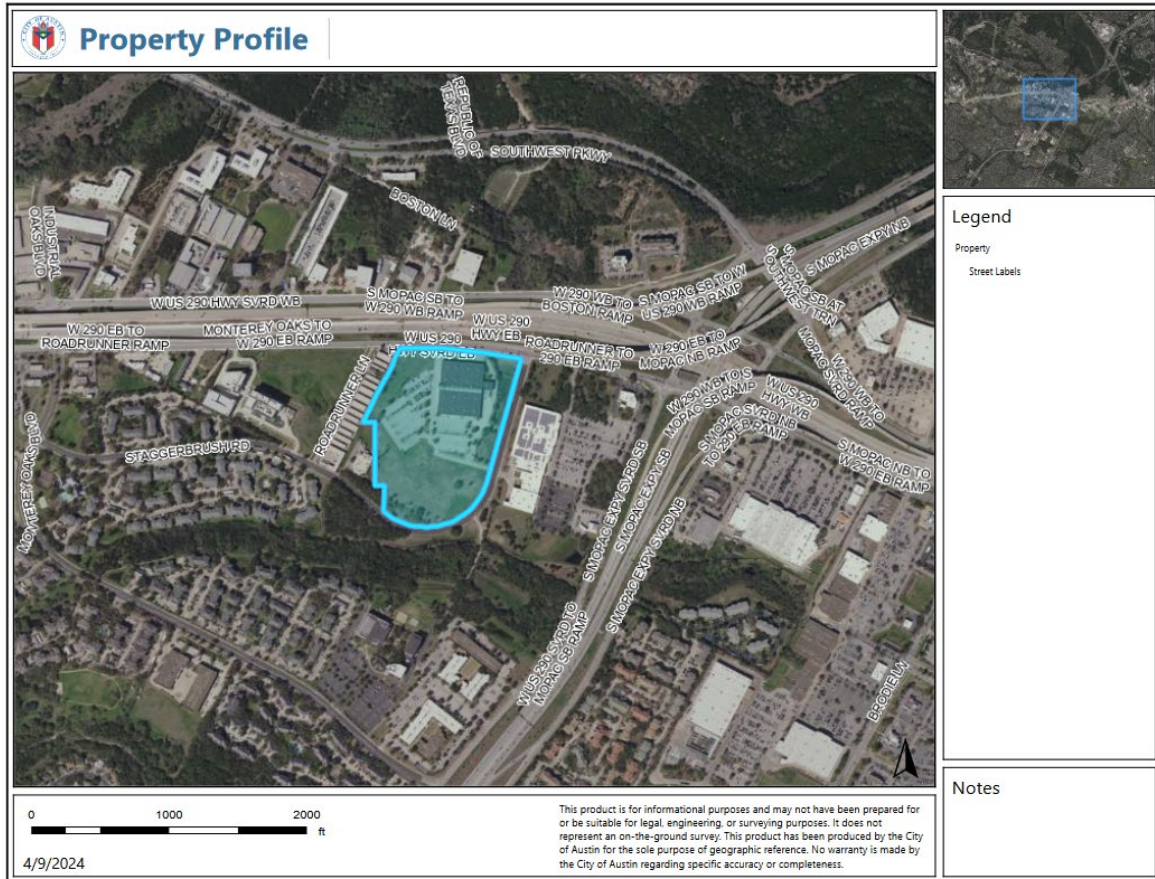 Property Profile
REPUBLIC OF
TEXAS BLVD
SOUTHWEST PKWY
BOSTON LN
INDUSTRIAL
OAKS BLVD
S MOPAC EXPY NB
S MOPAC SB AT
SOUTHWEST TRN
W US 290 HWY SVRD WB
S MOPAC SB TO
W 290 WB RAMP
W 290 WB TO
BOSTON RAMP
S MOPAC SB TO W
US 290 WB RAMP
W 290 EB TO
ROADRUNNER RAMP
MONTEREY OAKS TO
W 290 EB RAMP
W US 290
HWY EB
W US 290
HWY SVRD EB
ROADRUNNER TO
290 EB RAMP
W 290 EB TO
MOPAC NB RAMP
W 290 WB TO
MOPAC SVRD RAMP
ROADRUNNER LN
W 290 WB TO S
MOPAC SB RAMP
W US 290
HWY WB
S MOPAC SVRD NB
TO 290 EB RAMP
S MOPAC NB TO
W 290 EB RAMP
STAGGERBRUSH RD
MONTEREY OAKS BLVD
S MOPAC EXPY SVRD SB
S MOPAC EXPY SB
S MOPAC EXPY SVRD NB
W US 290 SVRD TO
MOPAC SB RAMP
BRODIE LN
Legend
Property
Street Labels
Notes
0 1000 2000
ft
4/9/2024
This product is for informational purposes and may not have been prepared for
or be suitable for legal, engineering, or surveying purposes. It does not
represent an on-the-ground survey. This product has been produced by the City
of Austin for the sole purpose of geographic reference. No warranty is made by
the City of Austin regarding specific accuracy or completeness.